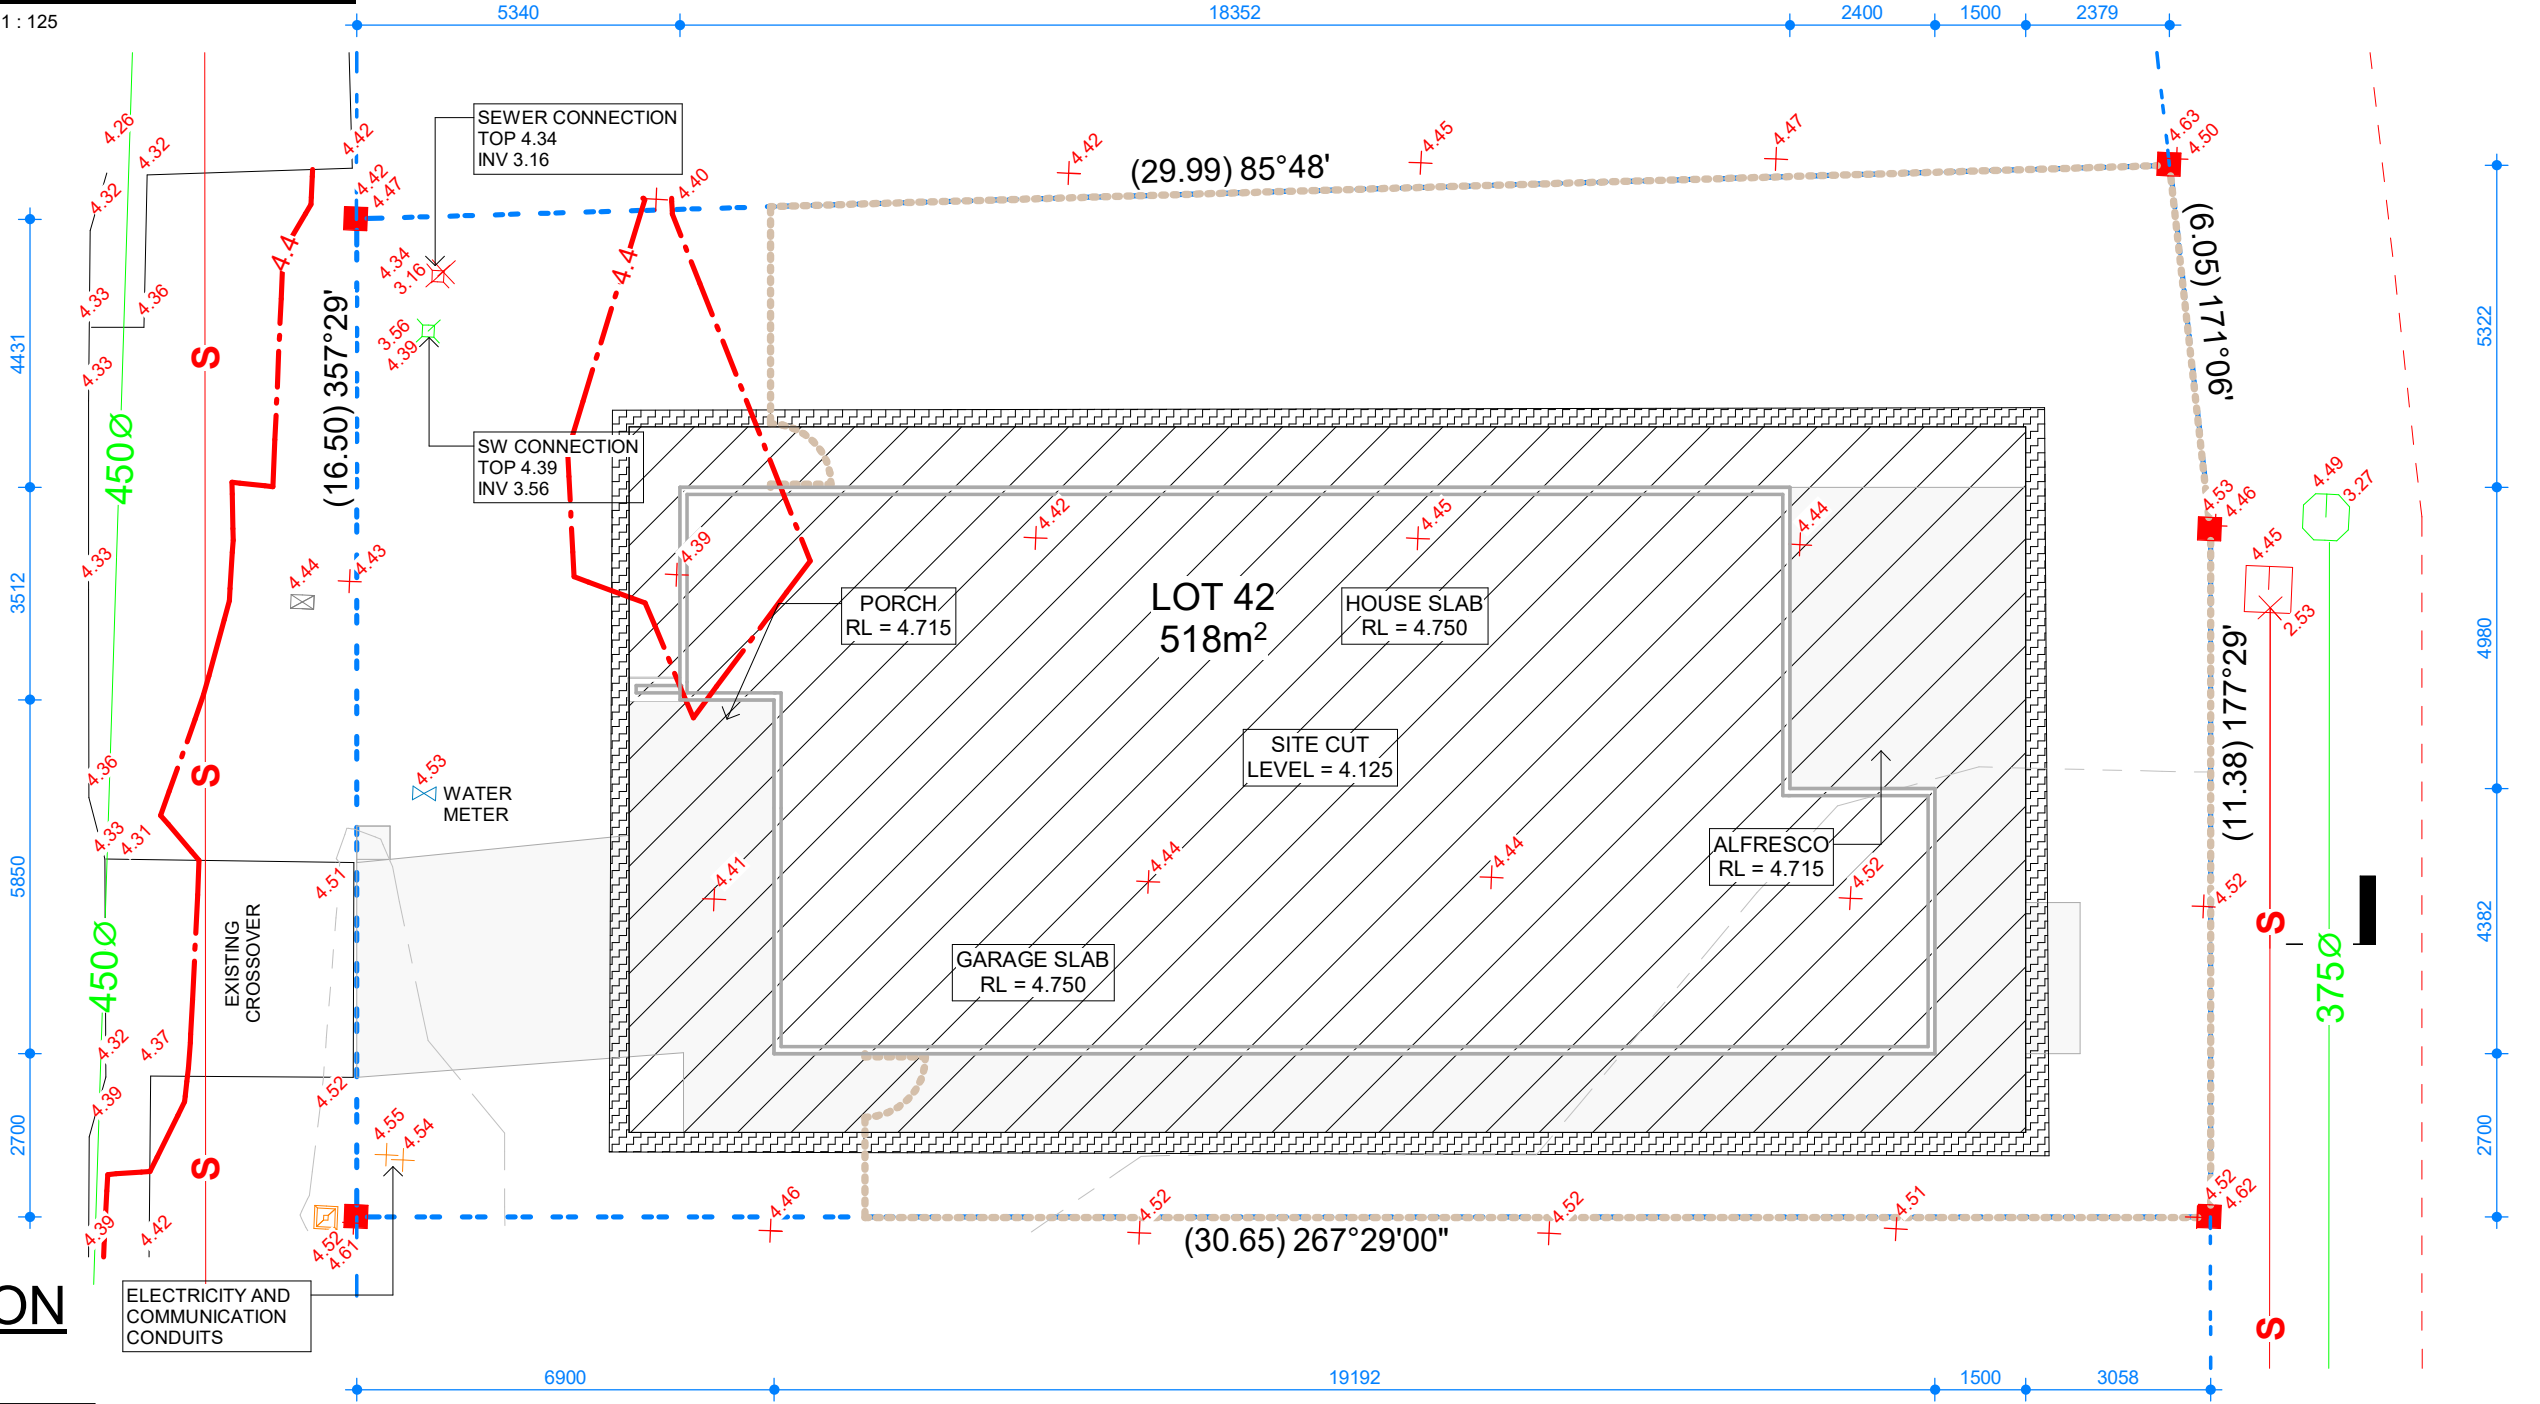 1 : 125
5340
18352
2400
1500
2379
4.26
4.32
4.42
4.32
4.42
4.47
SEWER CONNECTION
TOP 4.34
INV 3.16
4.40
4.42
(29.99) 85°48'
4.45
4.47
4.63
4.50
4.4
4.4
4.34
3.16
4.33
4.36
4431
(16.50) 357°29'
3.56
4.39
4.33
S
450Ø
SW CONNECTION
TOP 4.39
INV 3.56
(6.05) 171°06'
5322
4.53
4.46
4.49
3.27
4.45
2.53
4.33
4.44
4.43
3512
4.39
4.42
4.45
4.44
PORCH
RL = 4.715
LOT 42
518m²
HOUSE SLAB
RL = 4.750
4980
(11.38) 177°29'
SITE CUT
LEVEL = 4.125
4.36
S
4.53
WATER
METER
4.33
4.31
4.51
5850
4.41
4.44
4.44
ALFRESCO
RL = 4.715
4.52
4.52
S
4382
375Ø
450Ø
EXISTING
CROSSOVER
GARAGE SLAB
RL = 4.750
4.32
4.37
4.39
4.52
4.55
4.54
2700
S
2700
4.39
4.42
4.52
4.61
4.46
4.52
4.52
4.51
4.52
4.62
(30.65) 267°29'00"
ON
ELECTRICITY AND
COMMUNICATION
CONDUITS
S
6900
19192
1500
3058